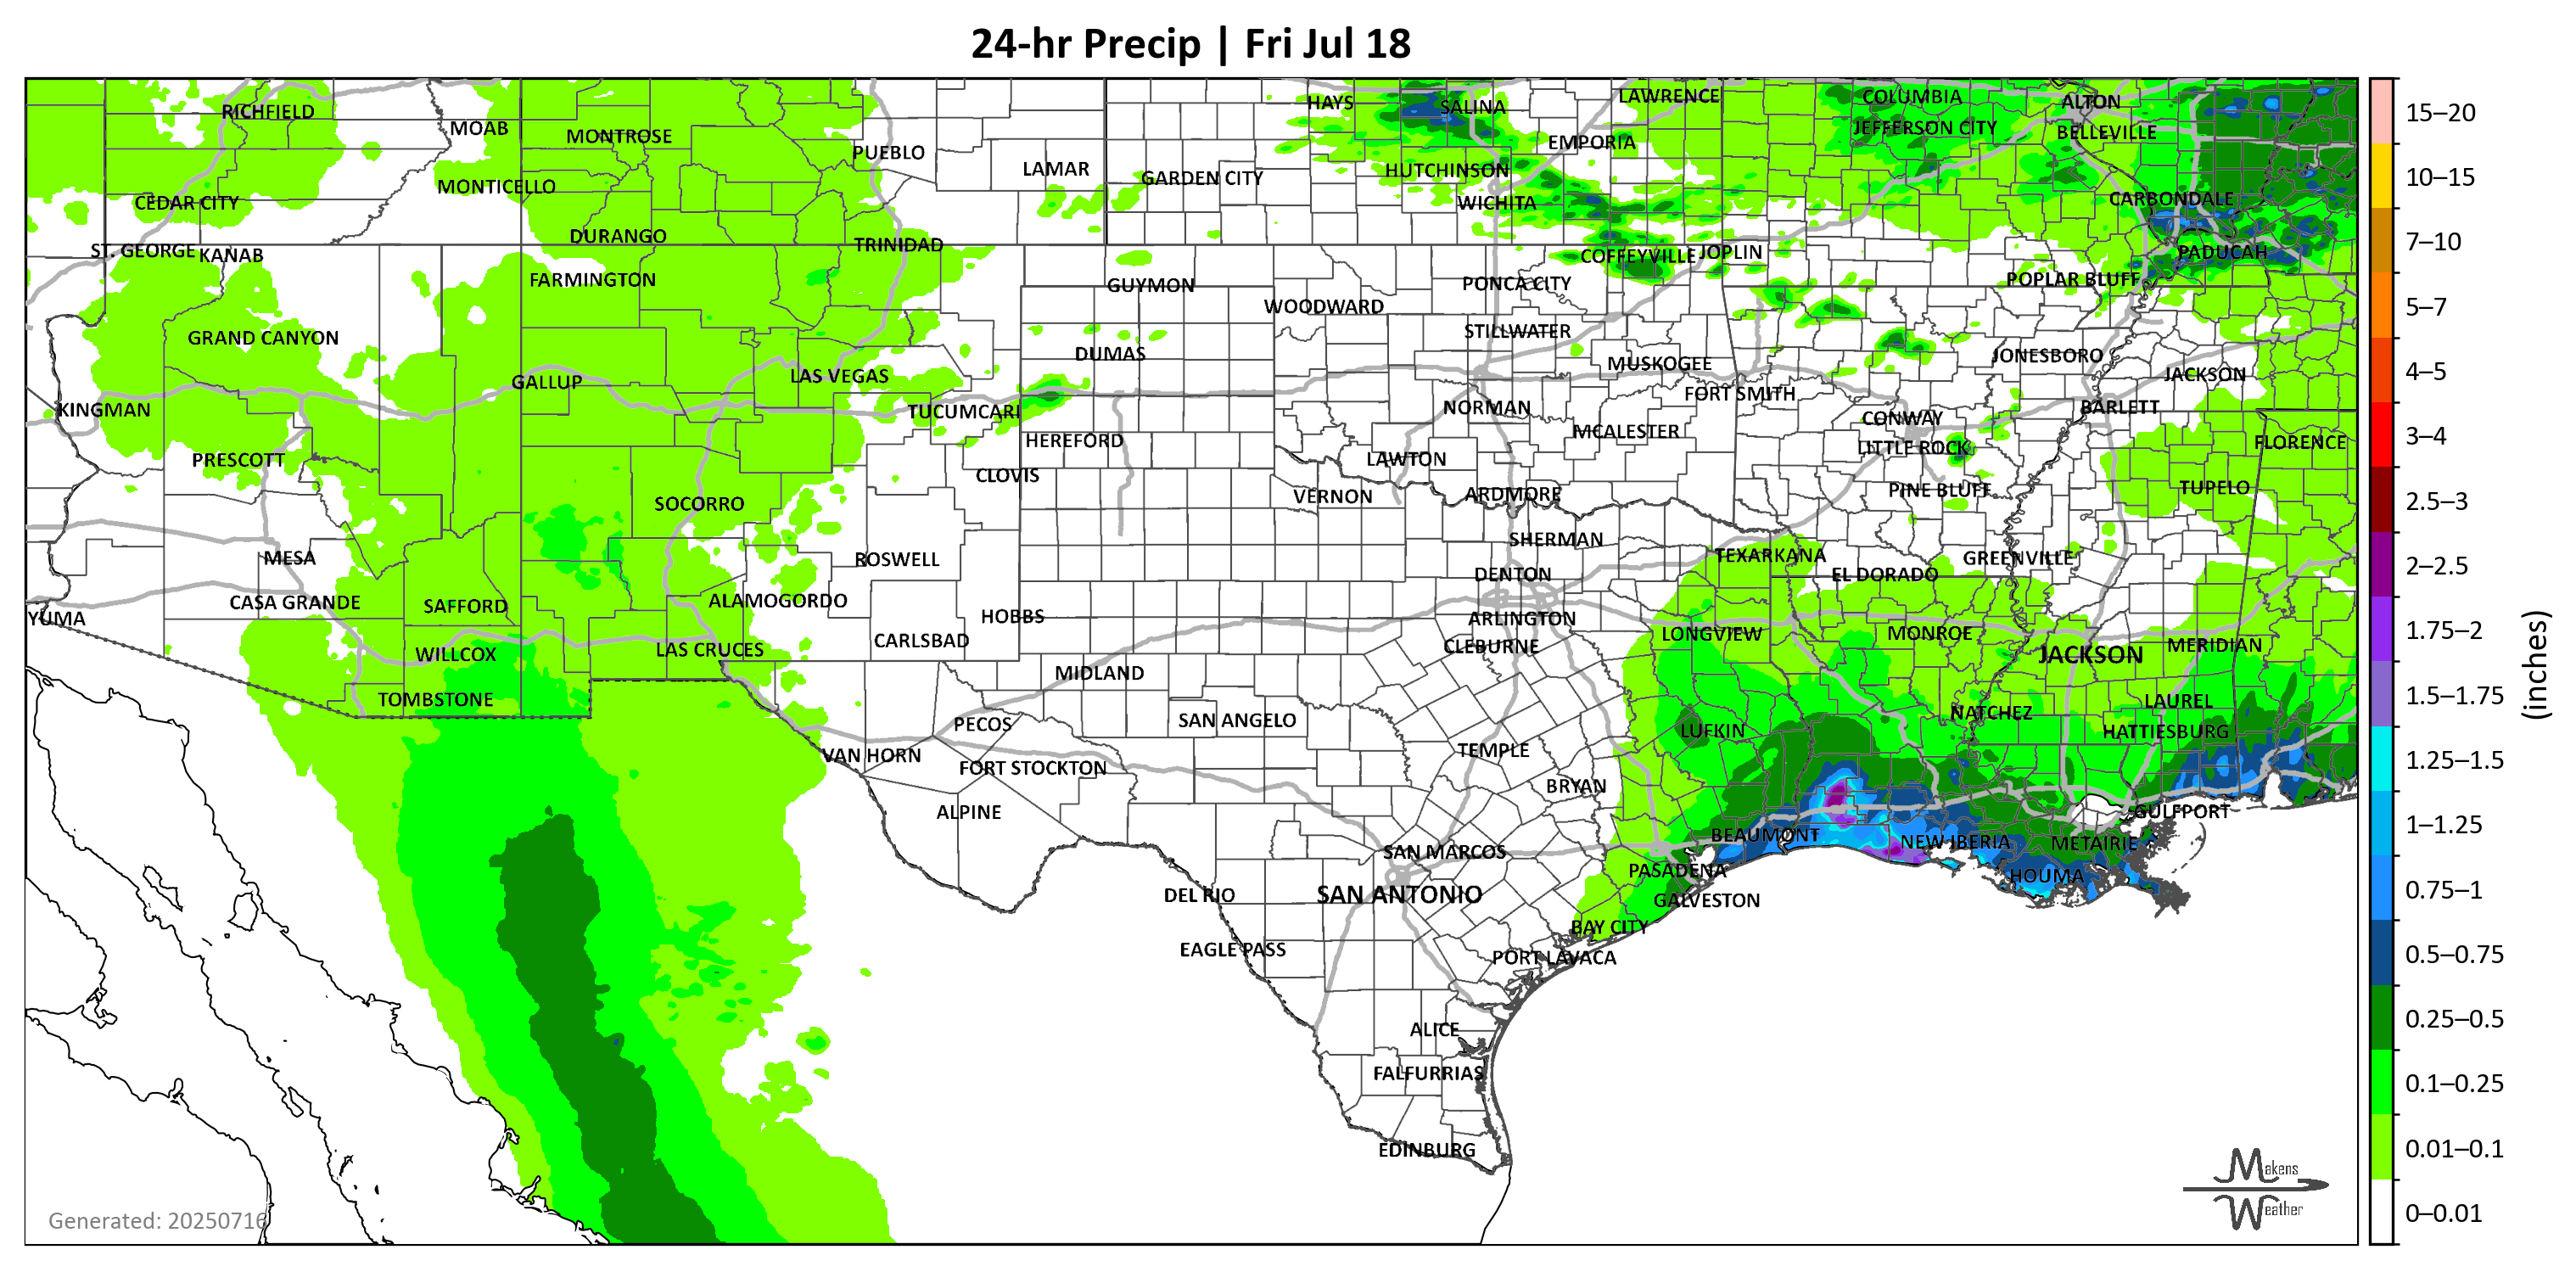 24-hr Precip | Fri Jul 18
RICHFIELD
MOAB
MONTROSE
PUEBLO
LAMAR
GARDEN CITY
HAYS
SALINA
LAWRENCE
COLUMBIA
ALTON
JEFFERSON CITY
BELLEVILLE
EMPORIA
HUTCHINSON
MONTICELLO
CEDAR CITY
WICHITA
CARBONDALE
DURANGO
TRINIDAD
ST. GEORGE
KANAB
COFFEYVILLE
JOPLIN
PADUCAH
FARMINGTON
GUYMON
PONCA CITY
POPLAR BLUFF
WOODWARD
GRAND CANYON
STILLWATER
DUMAS
JONESBORO
MUSKOGEE
JACKSON
GALLUP
LAS VEGAS
FORT SMITH
KINGMAN
TUCUMCARI
NORMAN
BARLETT
CONWAY
HEREFORD
MCALESTER
LITTLE ROCK
FLORENCE
PRESCOTT
LAWTON
CLOVIS
TUPELO
SOCORRO
VERNON
ARDMORE
PINE BLUFF
SHERMAN
MESA
ROSWELL
TEXARKANA
GREENVILLE
DENTON
EL DORADO
CASA GRANDE
SAFFORD
ALAMOGORDO
HOBBS
YUMA
ARLINGTON
LONGVIEW
MONROE
CARLSBAD
CLEBURNE
WILLCOX
LAS CRUCES
JACKSON
MERIDIAN
MIDLAND
TOMBSTONE
LAUREL
NATCHEZ
PECOS
SAN ANGELO
LUFKIN
HATTIESBURG
VAN HORN
TEMPLE
FORT STOCKTON
BRYAN
ALPINE
GULFPORT
BEAUMONT
NEW IBERIA
METAIRIE
SAN MARCOS
PASADENA
HOUMA
DEL RIO
SAN ANTONIO
GALVESTON
BAY CITY
EAGLE PASS
PORT LAVACA
ALICE
FALFURRIAS
EDINBURG
Generated: 20250716
Makens
Weather
15–20
10–15
7–10
5–7
4–5
3–4
2.5–3
2–2.5
1.75–2
1.5–1.75
1.25–1.5
1–1.25
0.75–1
0.5–0.75
0.25–0.5
0.1–0.25
0.01–0.1
0–0.01
(inches)